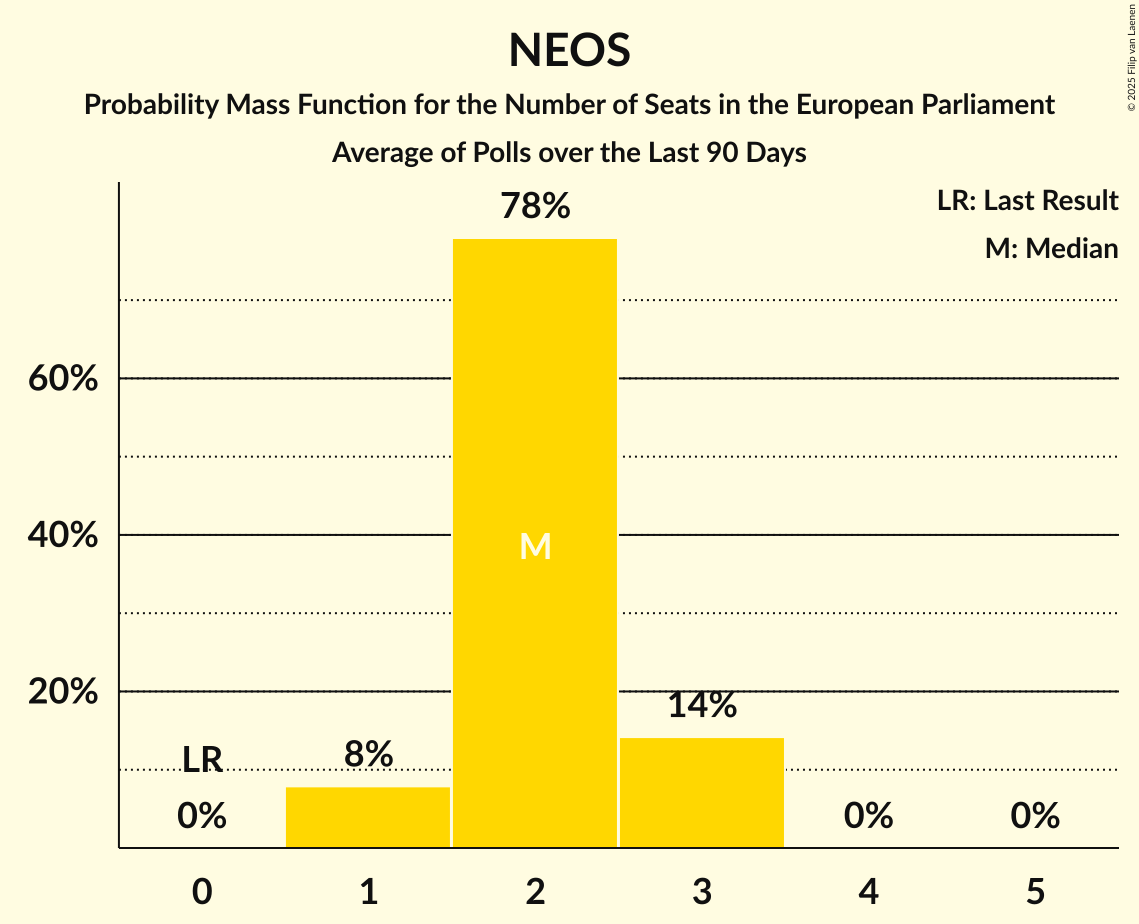 NEOS
Probability Mass Function for the Number of Seats in the European Parliament
Average of Polls over the Last 90 Days
© 2025 Filip van Laenen
LR: Last Result
M: Median
78%
60%
40%
20%
M
14%
8%
LR
0%
0%
0%
0 1 2 3 4 5